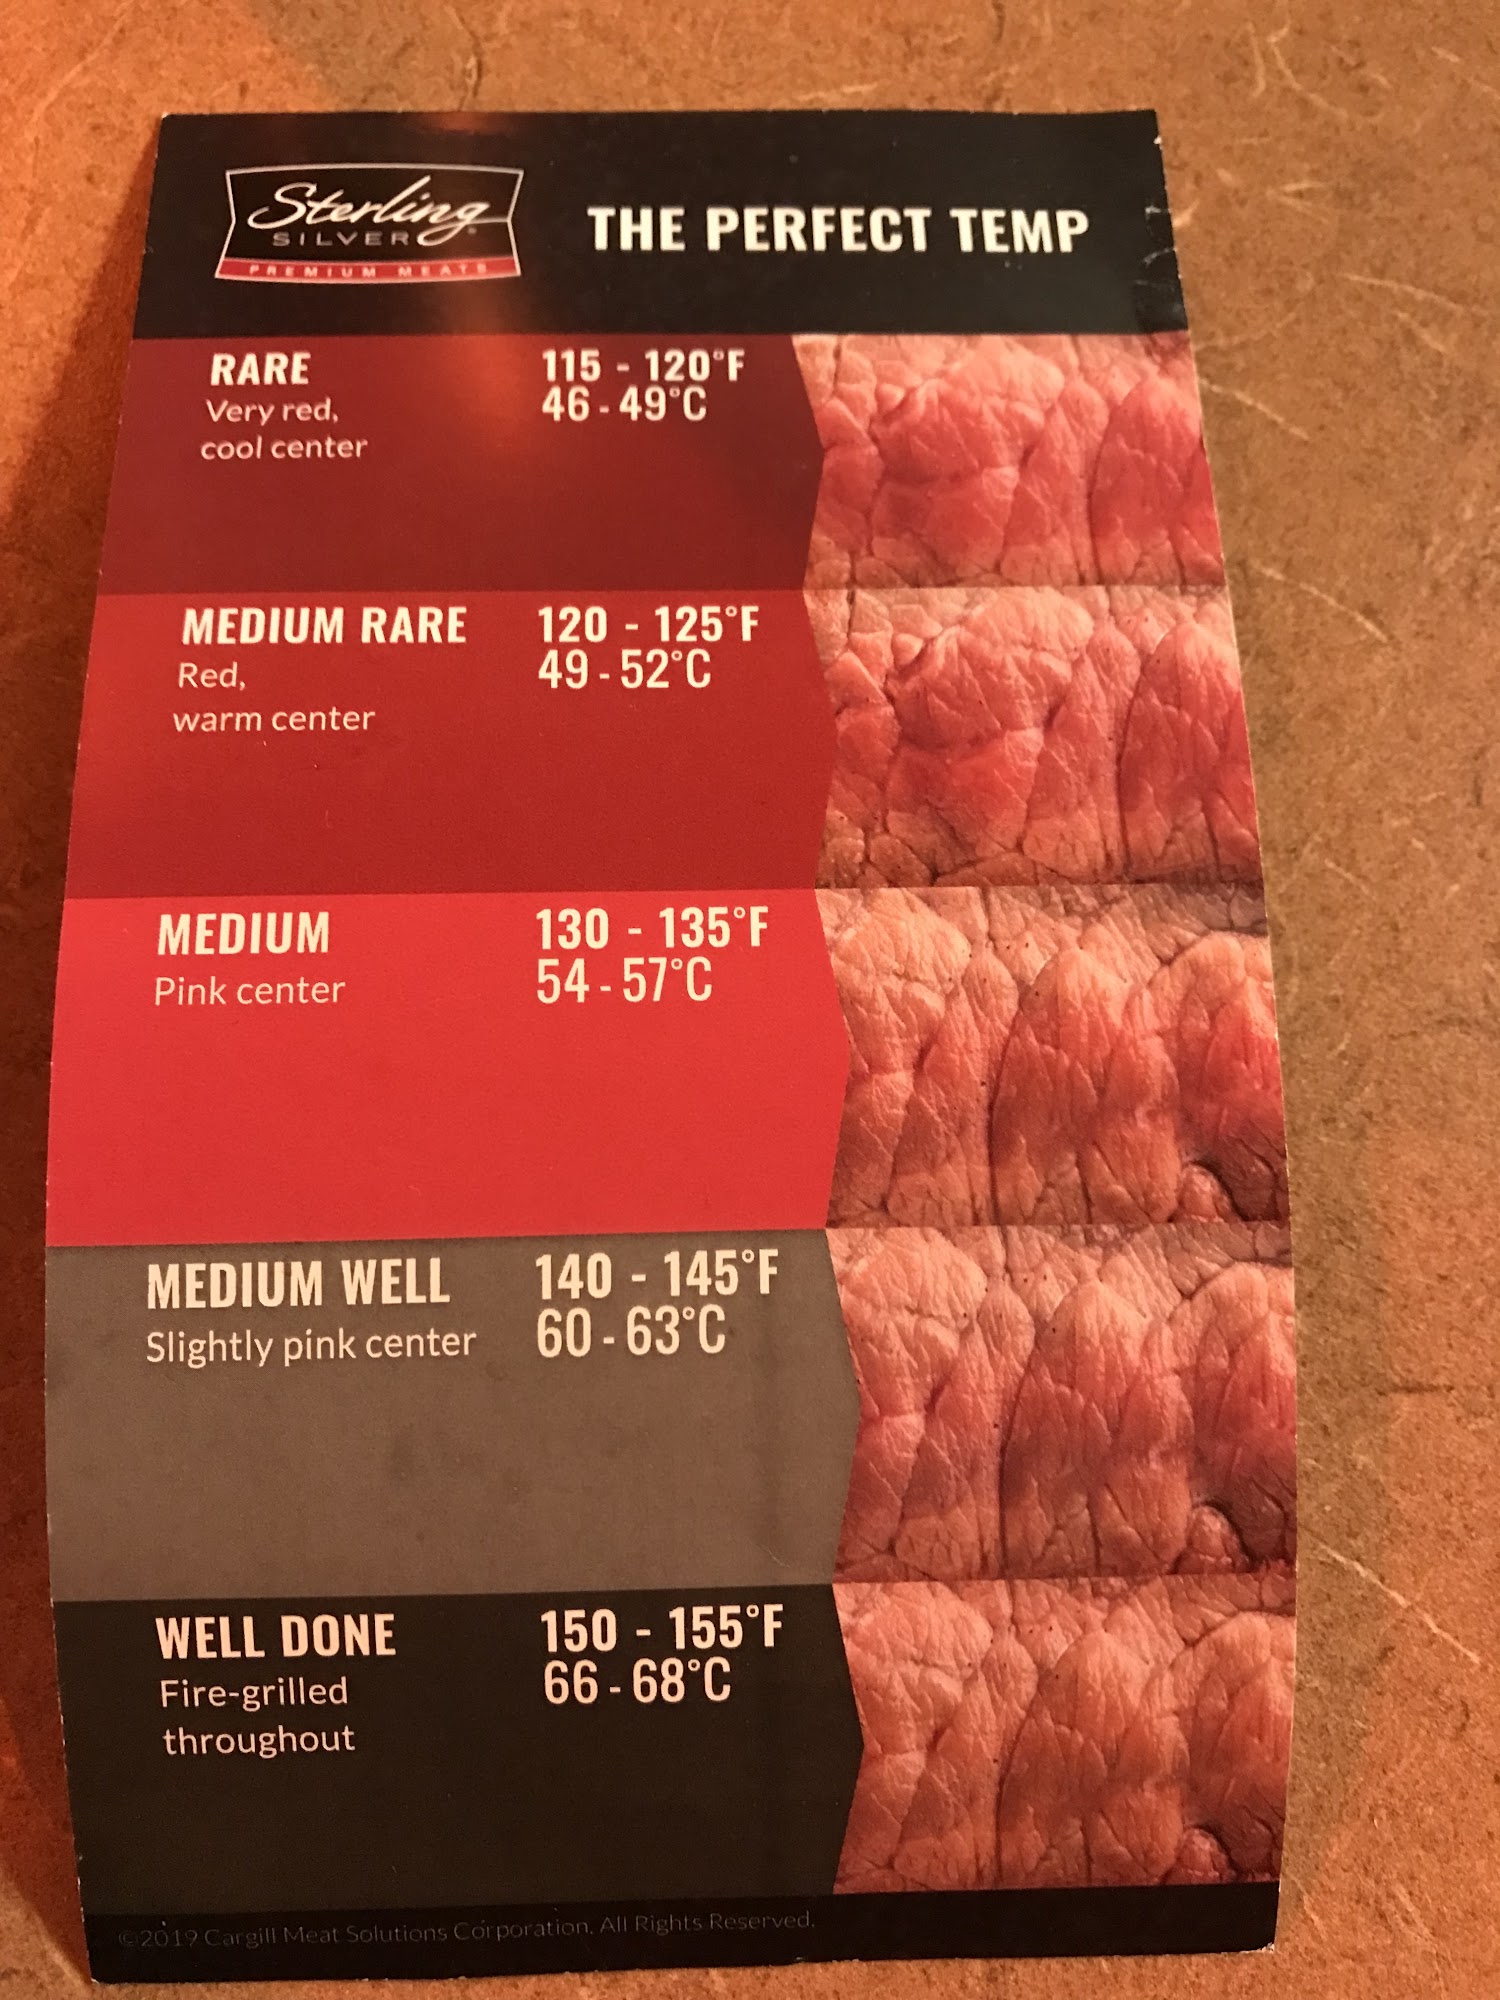 Sterling
SILVER®
PREMIUM MEATS
THE PERFECT TEMP
RARE
Very red,
cool center
115 - 120°F
46 - 49°C
MEDIUM RARE
Red,
warm center
120 - 125°F
49 - 52°C
MEDIUM
Pink center
130 - 135°F
54 - 57°C
MEDIUM WELL
Slightly pink center
140 - 145°F
60 - 63°C
WELL DONE
Fire-grilled
throughout
150 - 155°F
66 - 68°C
©2019 Cargill Meat Solutions Corporation. All Rights Reserved.